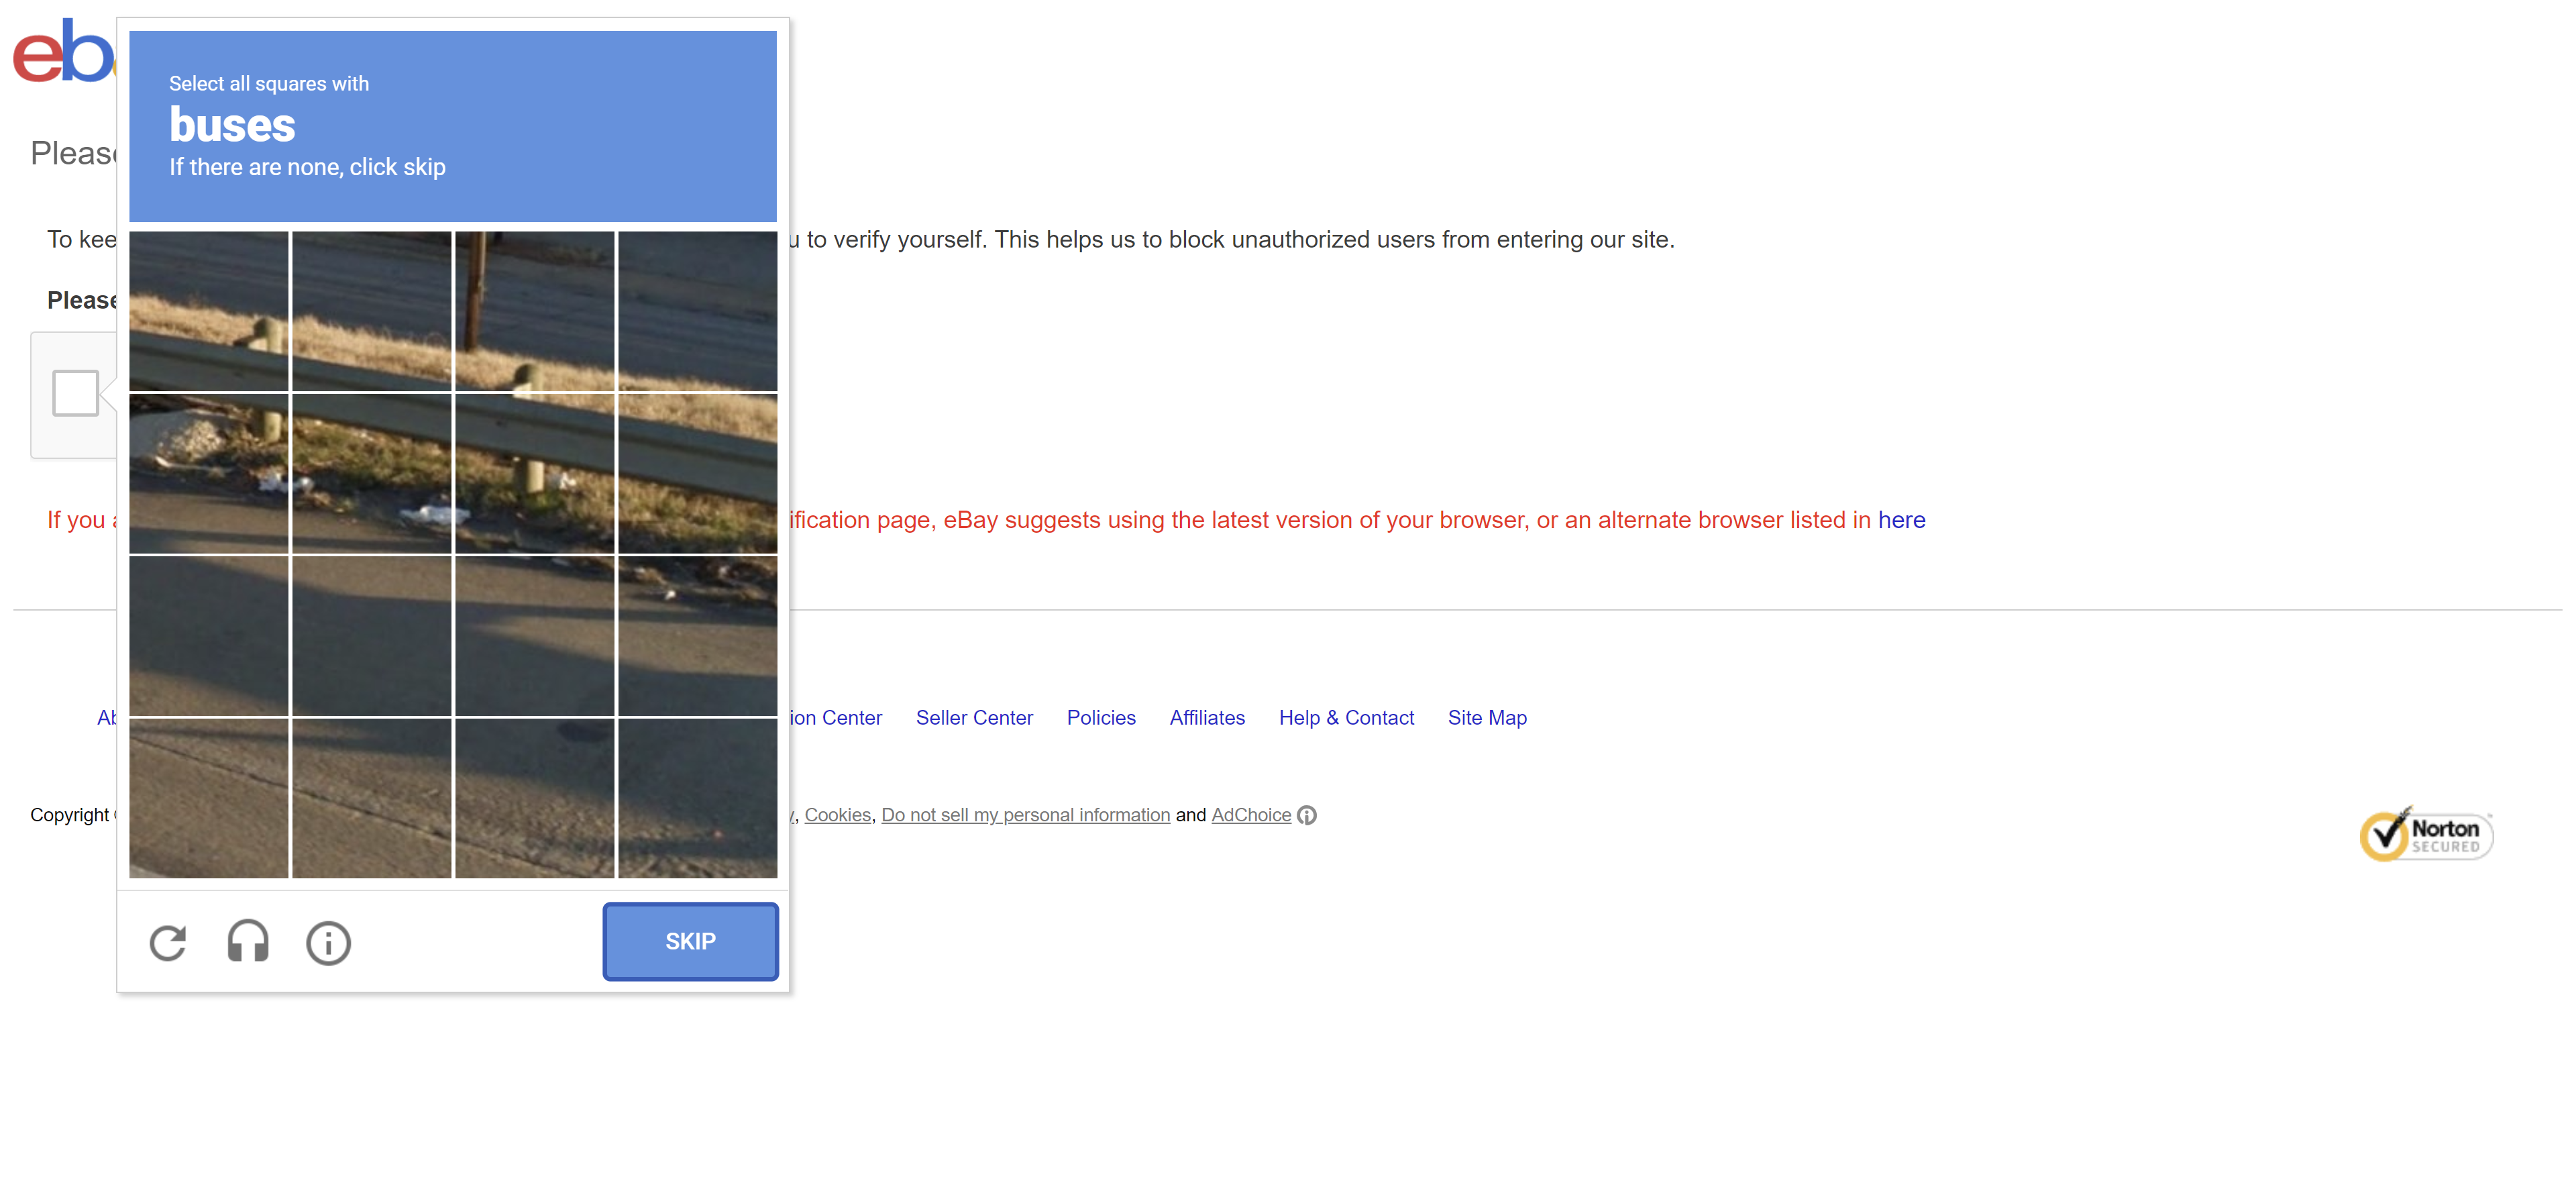 eb
Select all squares with
buses
If there are none, click skip
Please
To kee
u to verify yourself. This helps us to block unauthorized users from entering our site.
Please
If you a
ification page, eBay suggests using the latest version of your browser, or an alternate browser listed in here
Ab
ion Center Seller Center Policies Affiliates Help & Contact Site Map
Copyright ©
y, Cookies, Do not sell my personal information and AdChoice
Norton
SECURED
SKIP